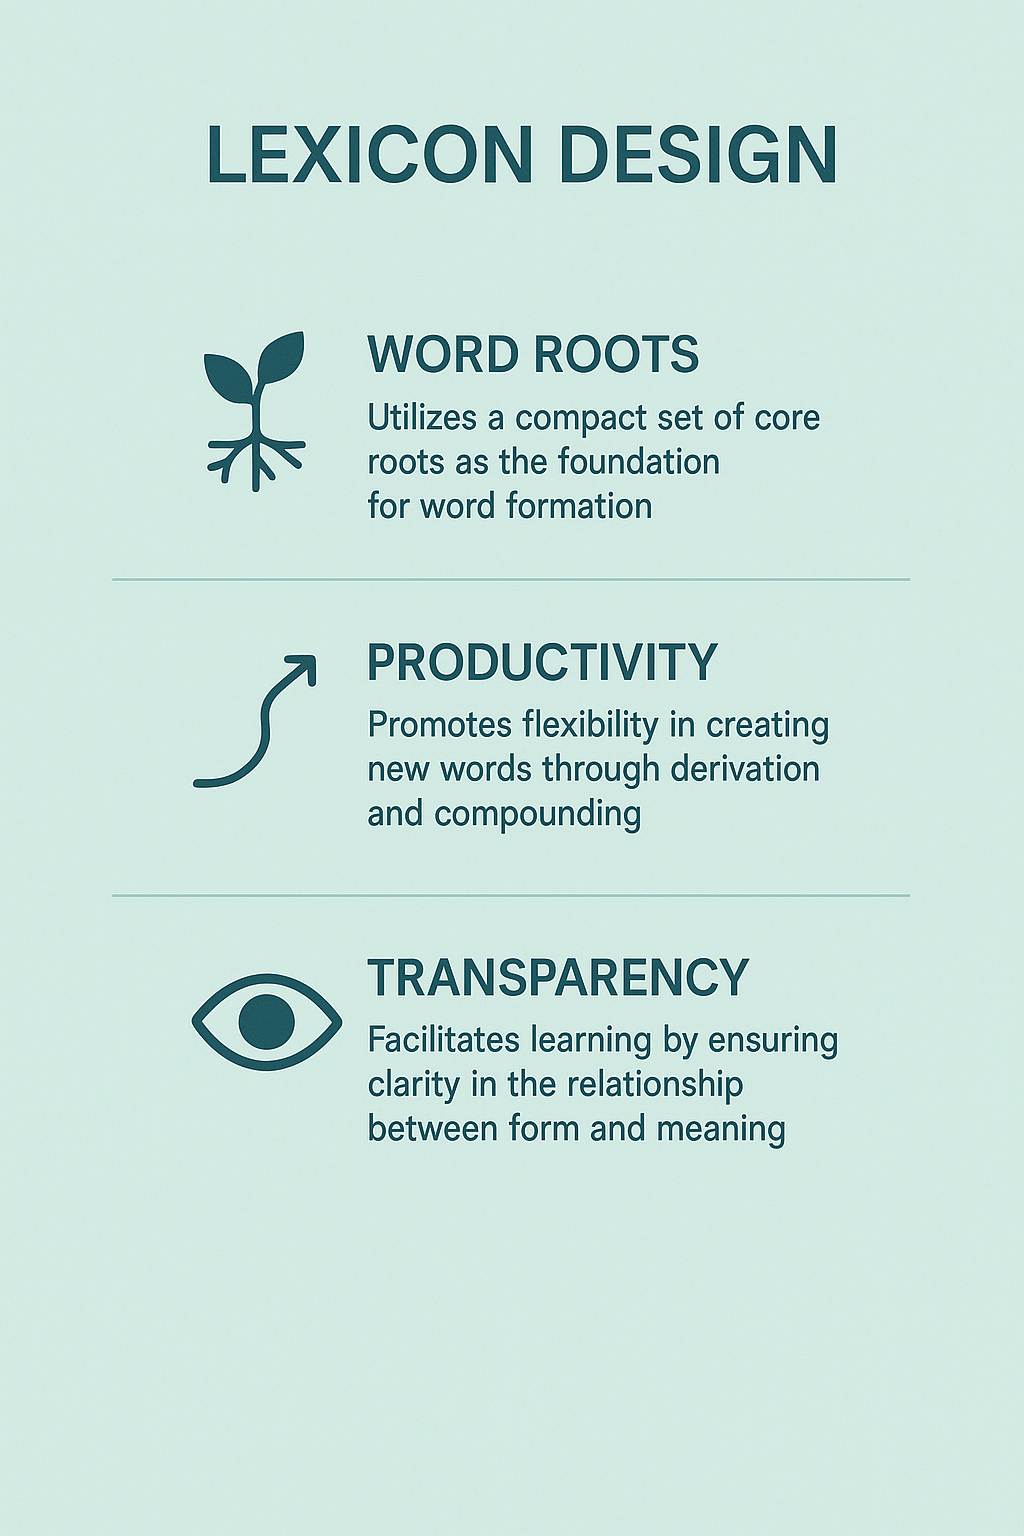 LEXICON DESIGN
WORD ROOTS
Utilizes a compact set of core
roots as the foundation
for word formation
PRODUCTIVITY
Promotes flexibility in creating
new words through derivation
and compounding
TRANSPARENCY
Facilitates learning by ensuring
clarity in the relationship
between form and meaning